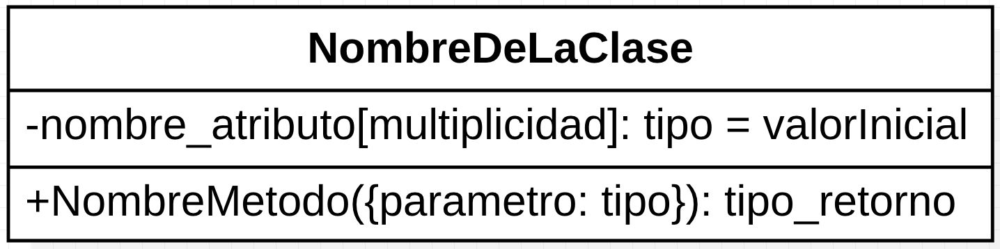 NombreDeLaClase
-nombre_atributo[multiplicidad]: tipo = valorInicial
+NombreMetodo({parametro: tipo}): tipo_retorno